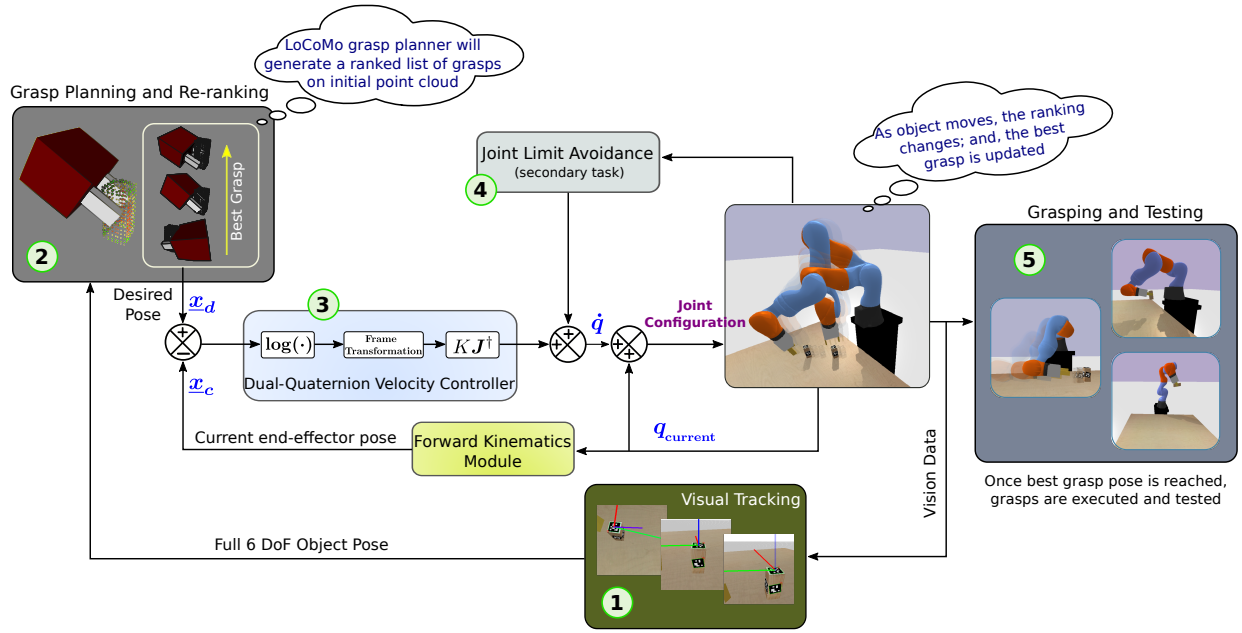 LoCoMo grasp planner will
generate a ranked list of grasps
on initial point cloud
Grasp Planning and Re-ranking
Best Grasp
2
As object moves, the ranking
changes; and, the best
grasp is updated
Joint Limit Avoidance
(secondary task)
4
Grasping and Testing
5
Desired
Pose
x_d
+
−
3
log(·)
Frame
Transformation
KJ†
Dual-Quaternion Velocity Controller
+
+
q̇
+
+
Joint
Configuration
x_c
Current end-effector pose
Forward Kinematics
Module
q_current
Vision Data
Once best grasp pose is reached,
grasps are executed and tested
Visual Tracking
Full 6 DoF Object Pose
1